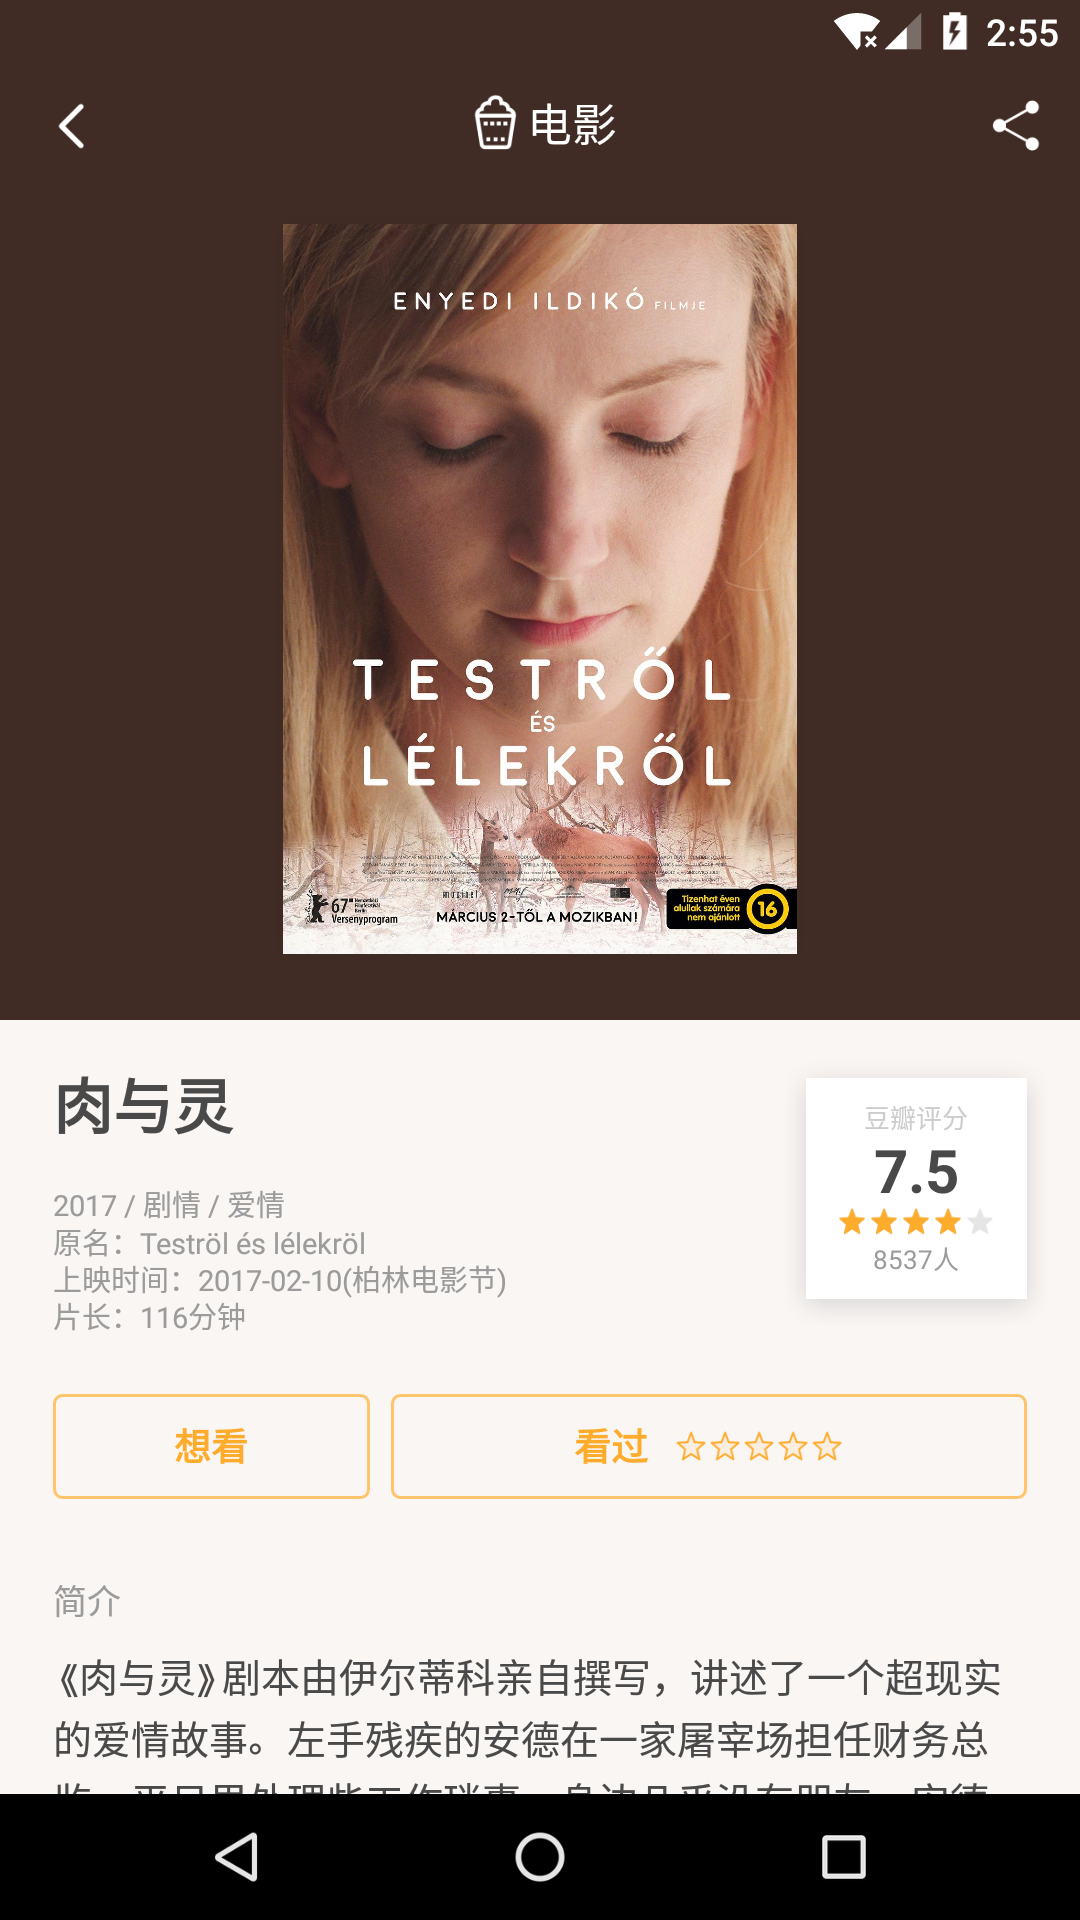 2:55
电影
ENYEDI ILDIKÓ FILMJE
TESTRŐL
ÉS
LÉLEKRŐL
67
Versenyprogram
MÁRCIUS 2-TŐL A MOZIKBAN!
Tizenhat éven
aluliak számára
nem ajánlott
16
肉与灵
豆瓣评分
7.5
8537人
2017 / 剧情 / 爱情
原名：Teströl és lélekröl
上映时间：2017-02-10(柏林电影节)
片长：116分钟
想看
看过
简介
《肉与灵》剧本由伊尔蒂科亲自撰写，讲述了一个超现实
的爱情故事。左手残疾的安德在一家屠宰场担任财务总